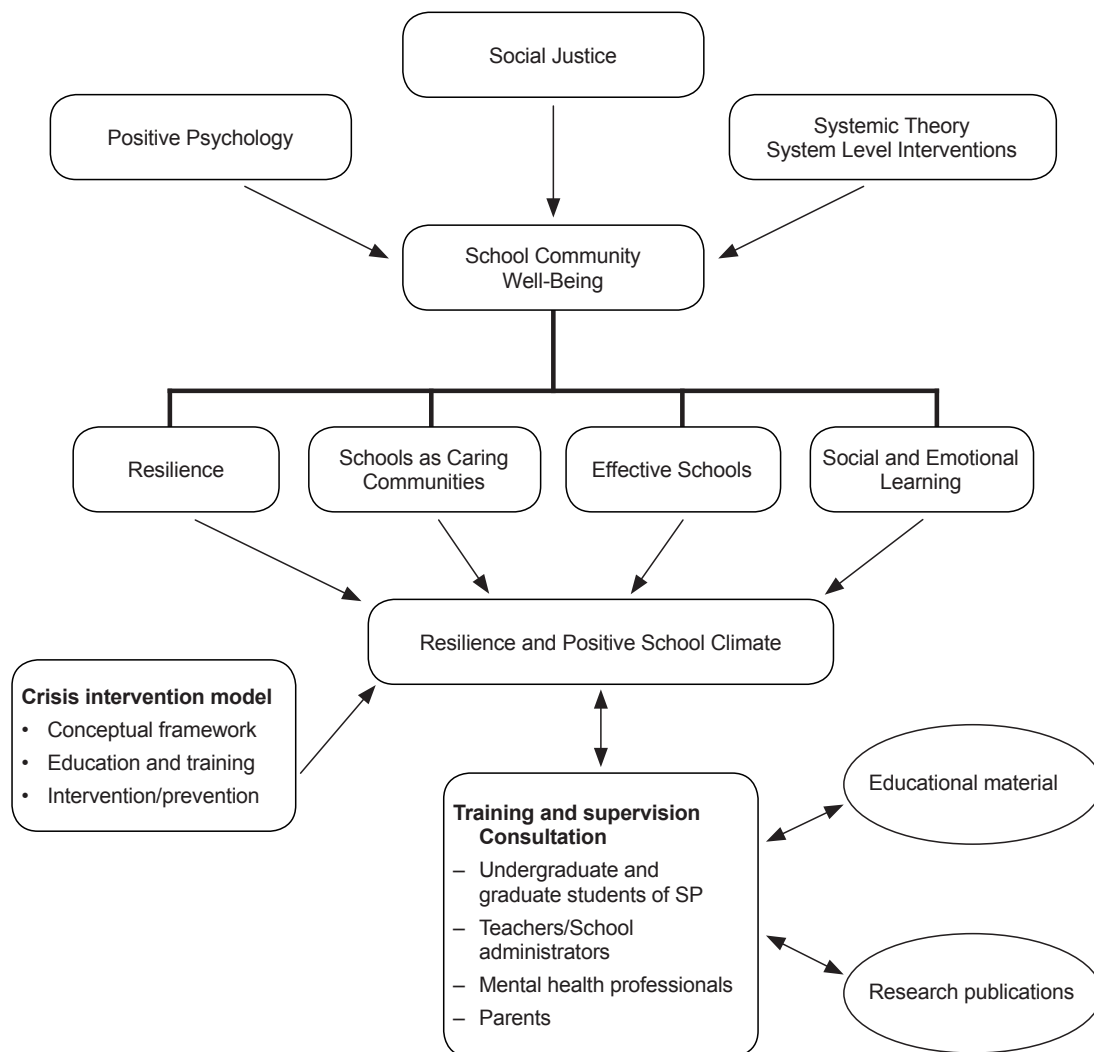 Social Justice
Positive Psychology
Systemic Theory
System Level Interventions
School Community
Well-Being
Resilience
Schools as Caring
Communities
Effective Schools
Social and Emotional
Learning
Resilience and Positive School Climate
Crisis intervention model
• Conceptual framework
• Education and training
• Intervention/prevention
Training and supervision
Consultation
– Undergraduate and
graduate students of SP
– Teachers/School
administrators
– Mental health professionals
– Parents
Educational material
Research publications